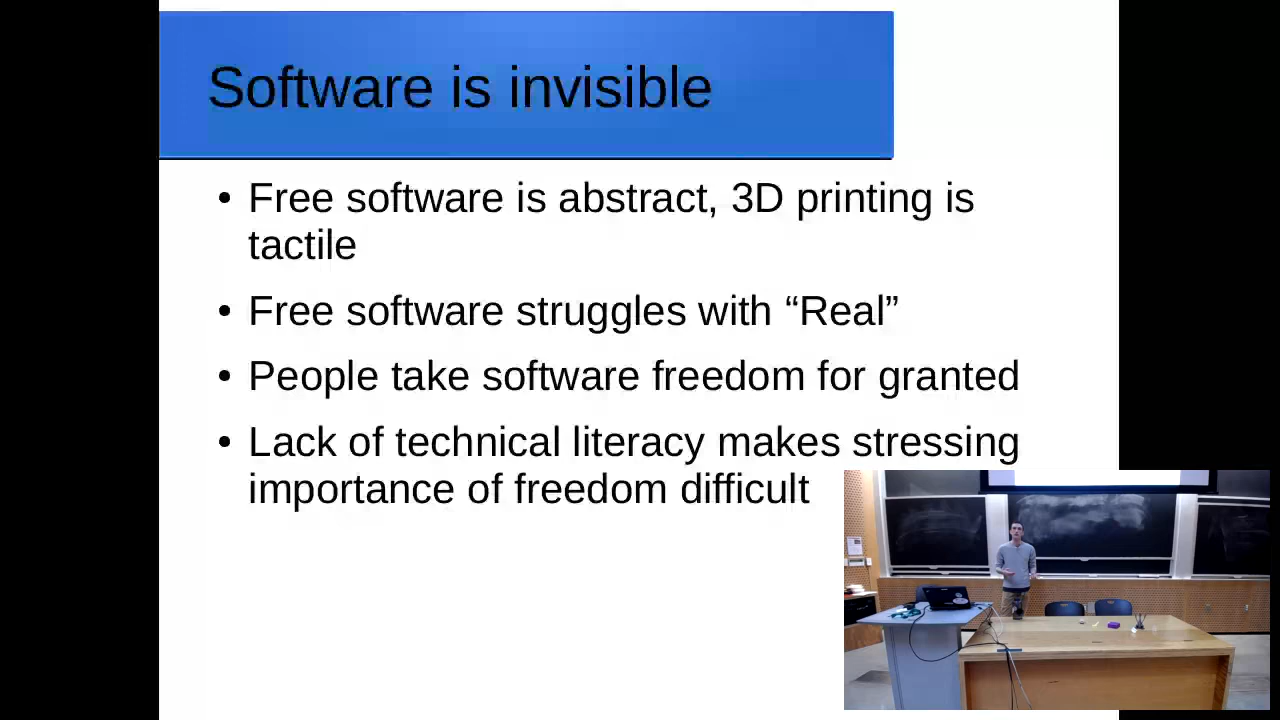 Software is invisible
• Free software is abstract, 3D printing is
tactile
• Free software struggles with “Real”
• People take software freedom for granted
• Lack of technical literacy makes stressing
importance of freedom difficult